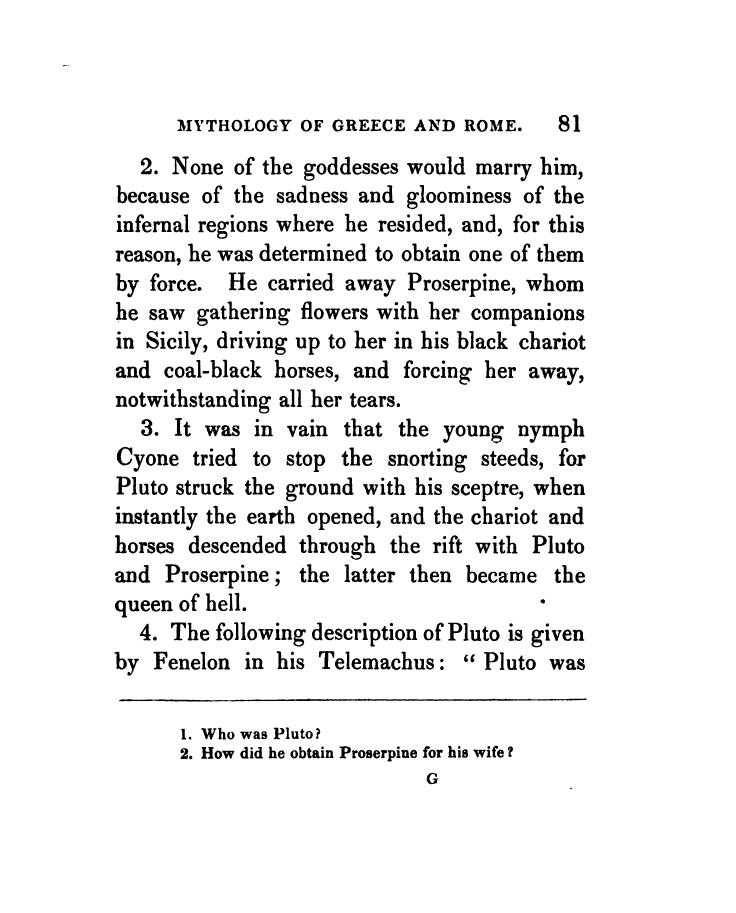 MYTHOLOGY OF GREECE AND ROME. 81
2. None of the goddesses would marry him,
because of the sadness and gloominess of the
infernal regions where he resided, and, for this
reason, he was determined to obtain one of them
by force. He carried away Proserpine, whom
he saw gathering flowers with her companions
in Sicily, driving up to her in his black chariot
and coal-black horses, and forcing her away,
notwithstanding all her tears.
3. It was in vain that the young nymph
Cyone tried to stop the snorting steeds, for
Pluto struck the ground with his sceptre, when
instantly the earth opened, and the chariot and
horses descended through the rift with Pluto
and Proserpine; the latter then became the
queen of hell.
4. The following description of Pluto is given
by Fenelon in his Telemachus: “ Pluto was
1. Who was Pluto?
2. How did he obtain Proserpine for his wife?
G